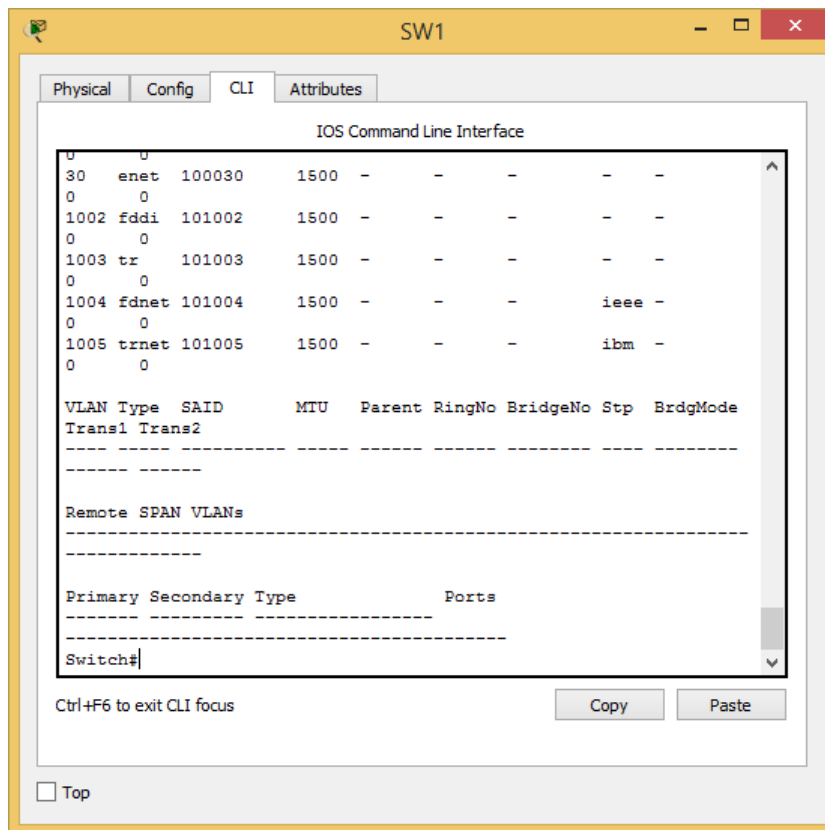 SW1
Physical Config CLI Attributes
IOS Command Line Interface
0 0
30 enet 100030 1500 - - - - -
0 0
1002 fddi 101002 1500 - - - - -
0 0
1003 tr 101003 1500 - - - - -
0 0
1004 fdnet 101004 1500 - - - ieee -
0 0
1005 trnet 101005 1500 - - - ibm -
0 0
VLAN Type SAID MTU Parent RingNo BridgeNo Stp BrdgMode
Trans1 Trans2
---- ----- ---------- ----- ------ ------ -------- ---- --------
------ ------
Remote SPAN VLANs
-----------------------------------------------------------------
-------------
Primary Secondary Type Ports
------- --------- -----------------
------------------------------------------
Switch#
Ctrl+F6 to exit CLI focus
Copy Paste
Top